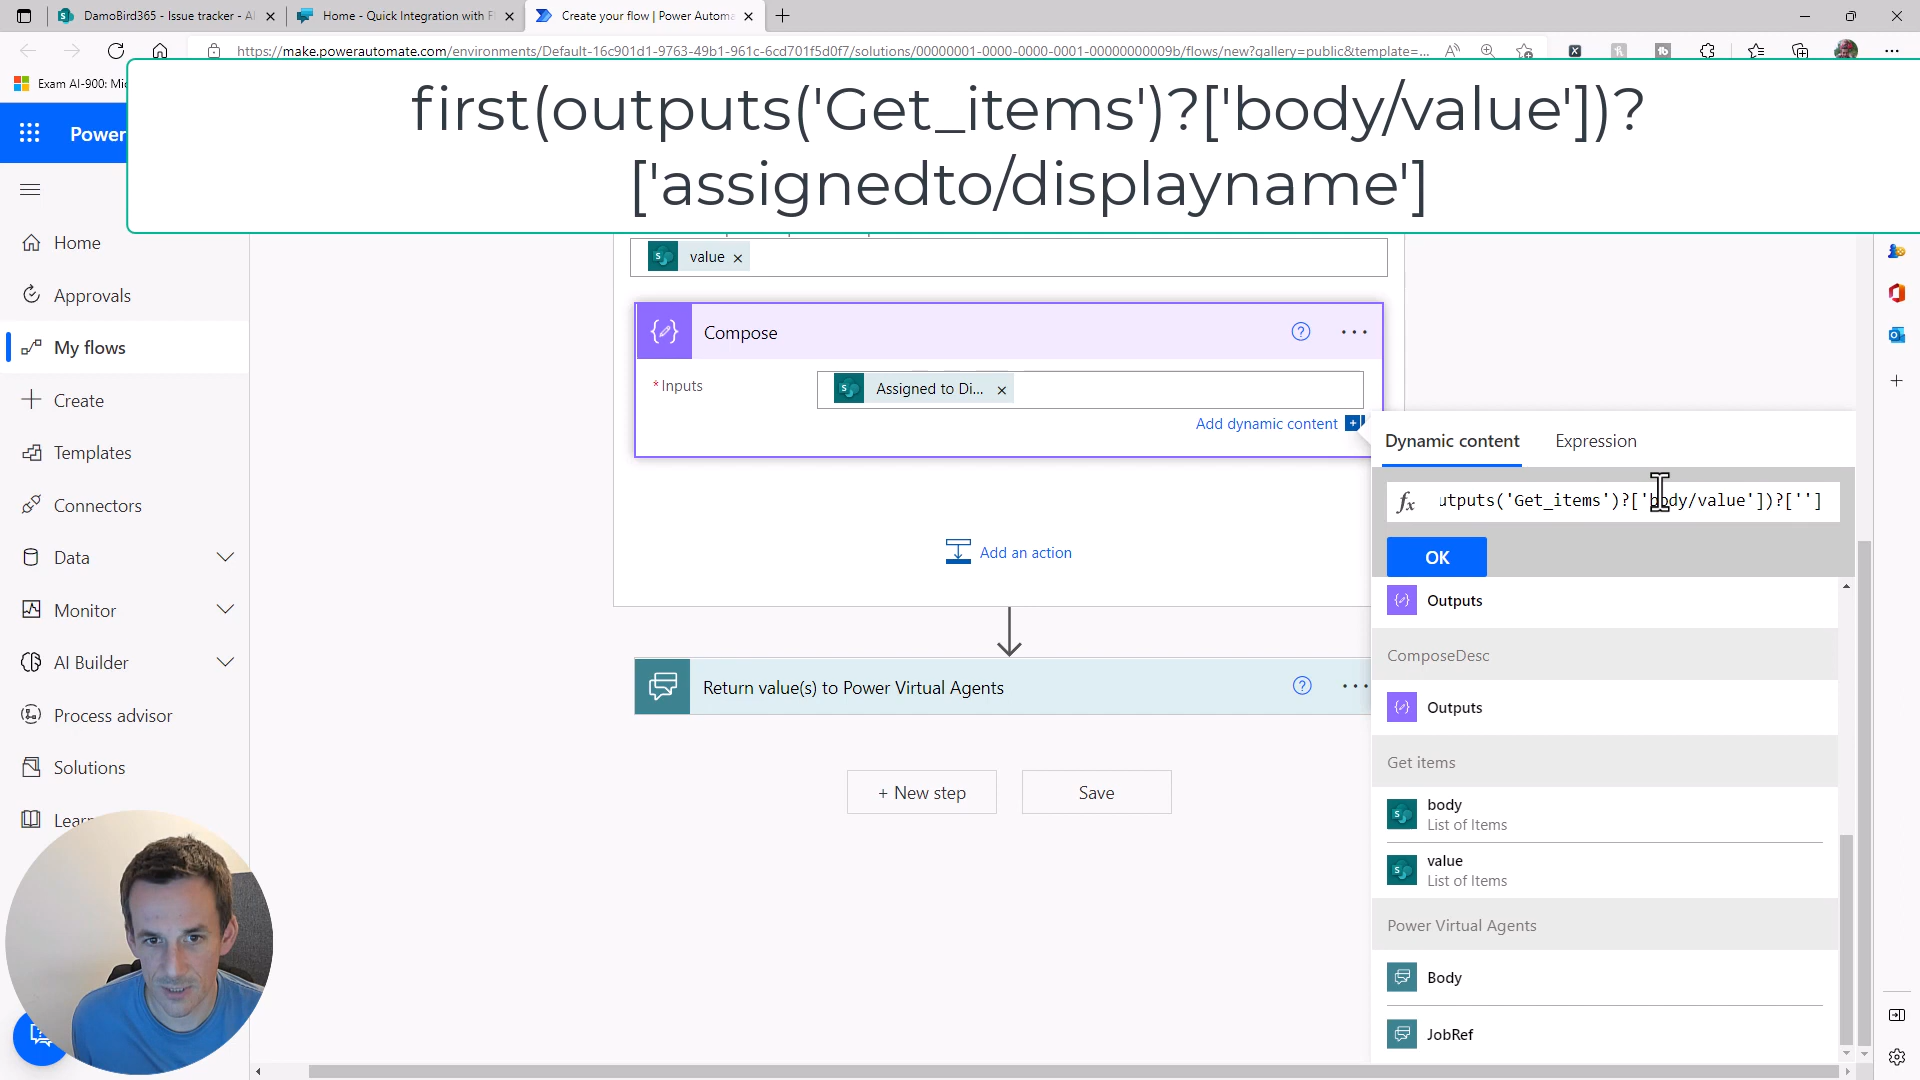 DamoBird365 - Issue tracker - Al
Home - Quick Integration with Fl
Create your flow | Power Automa
https://make.powerautomate.com/environments/Default-16c901d1-9763-49b1-961c-6cd701f5d0f7/solutions/00000001-0000-0000-0001-00000000009b/flows/new?gallery=public&template=...
Exam AI-900: Mic
first(outputs('Get_items')?['body/value'])?
['assignedto/displayname']
Power
Home
Approvals
My flows
Create
Templates
Connectors
Data
Monitor
AI Builder
Process advisor
Solutions
Learn
value
Compose
* Inputs
Assigned to Di...
Add dynamic content
Add an action
Return value(s) to Power Virtual Agents
+ New step
Save
Dynamic content
Expression
fx
utputs('Get_items')?['body/value'])?['']
OK
Outputs
ComposeDesc
Outputs
Get items
body
List of Items
value
List of Items
Power Virtual Agents
Body
JobRef